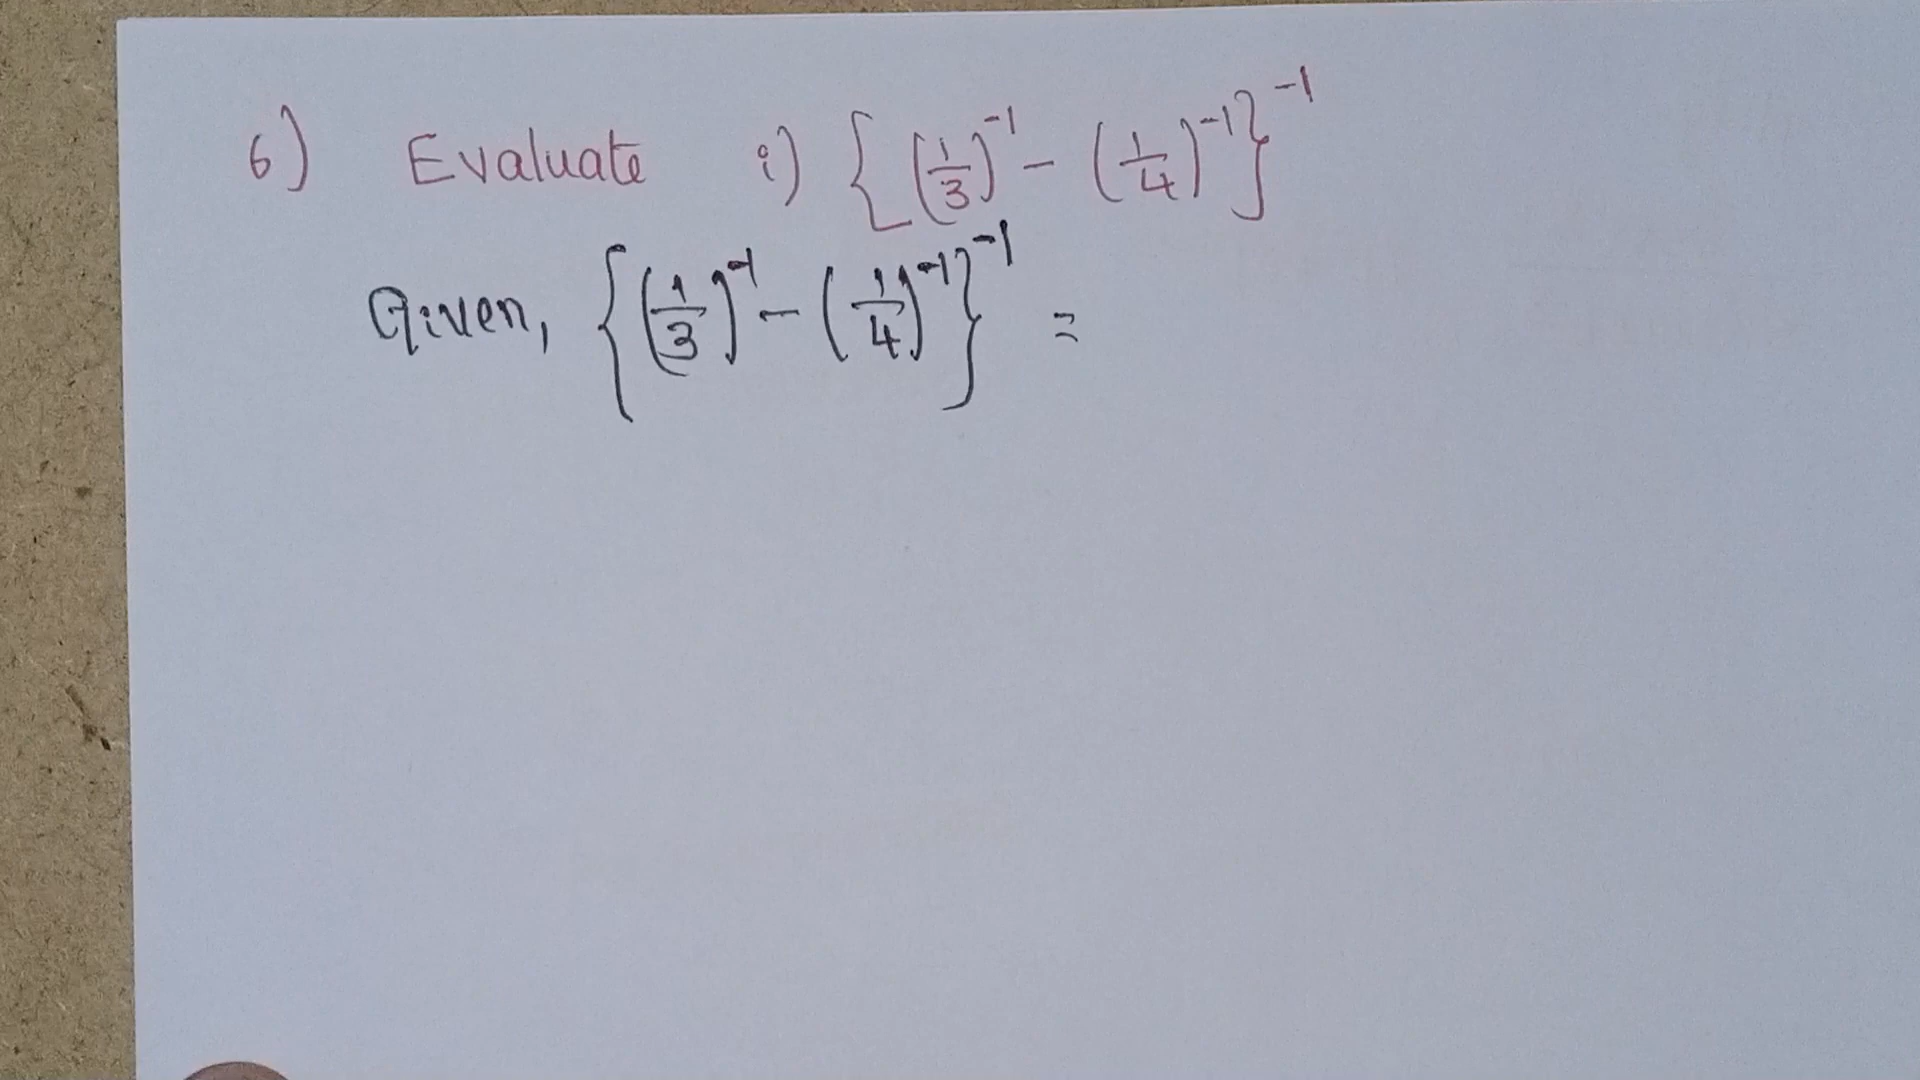 6) Evaluate i) {(1/3)^-1 - (1/4)^-1}^-1
Given, {(1/3)^-1 - (1/4)^-1}^-1 =